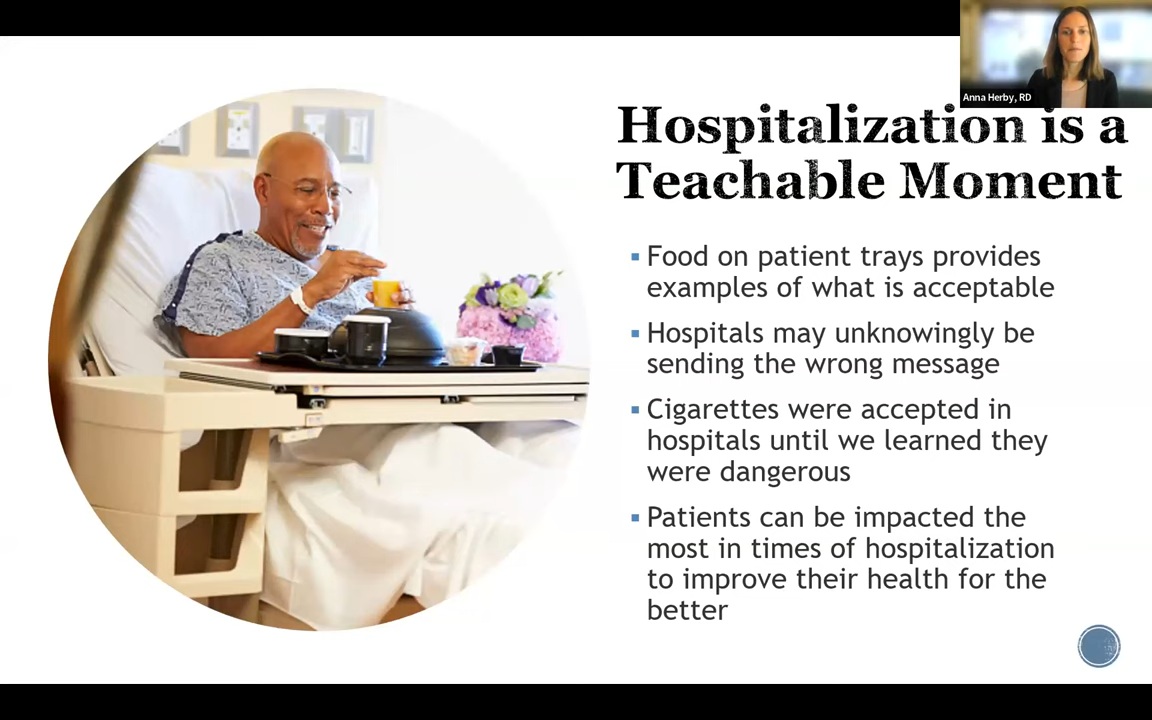 Anna Herby, RD
Hospitalization is a
Teachable Moment
▪ Food on patient trays provides
examples of what is acceptable
▪ Hospitals may unknowingly be
sending the wrong message
▪ Cigarettes were accepted in
hospitals until we learned they
were dangerous
▪ Patients can be impacted the
most in times of hospitalization
to improve their health for the
better